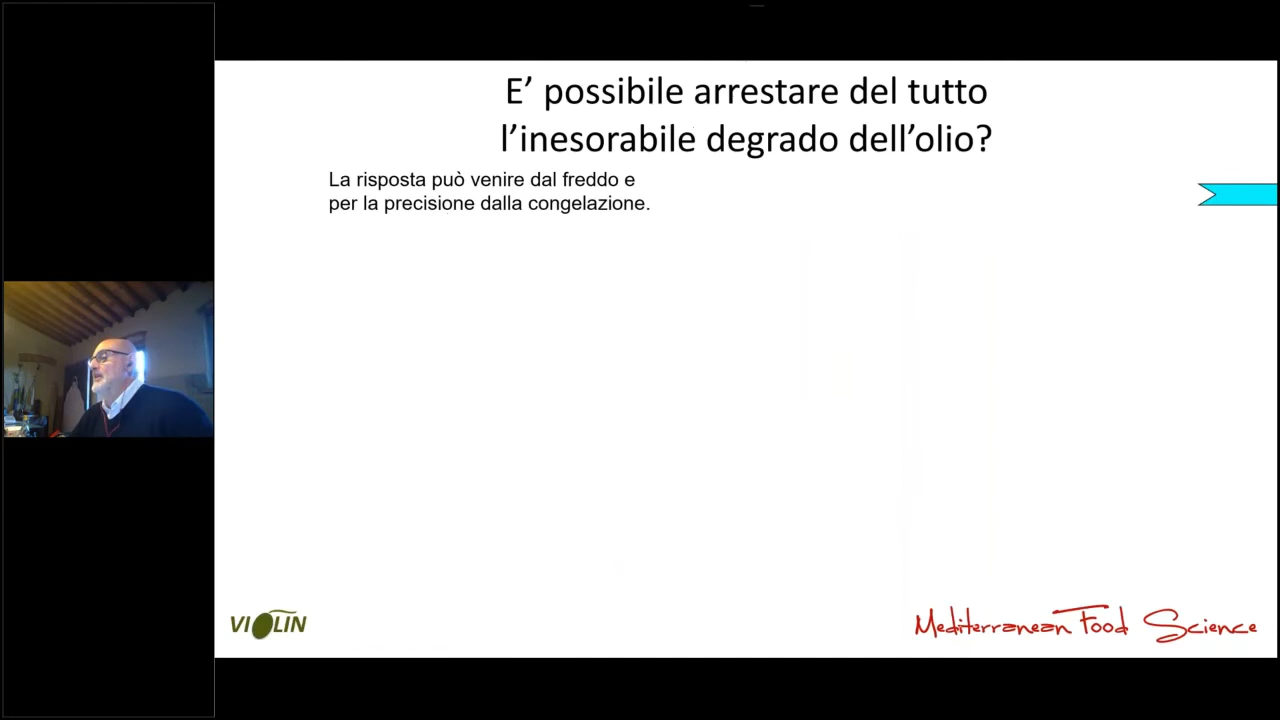 E’ possibile arrestare del tutto
l’inesorabile degrado dell’olio?
La risposta può venire dal freddo e
per la precisione dalla congelazione.
VIOLIN
Mediterranean Food Science